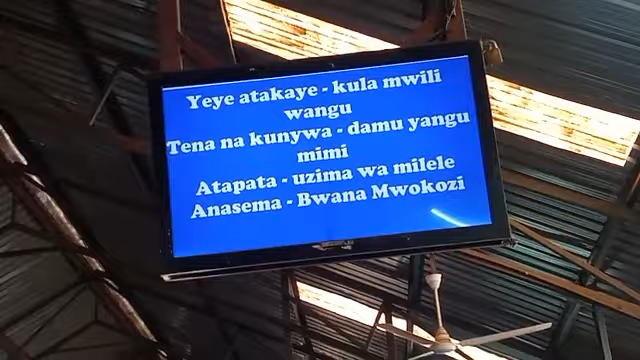 Yeye atakaye - kula mwili
wangu
Tena na kunywa - damu yangu
mimi
Atapata - uzima wa milele
Anasema - Bwana Mwokozi